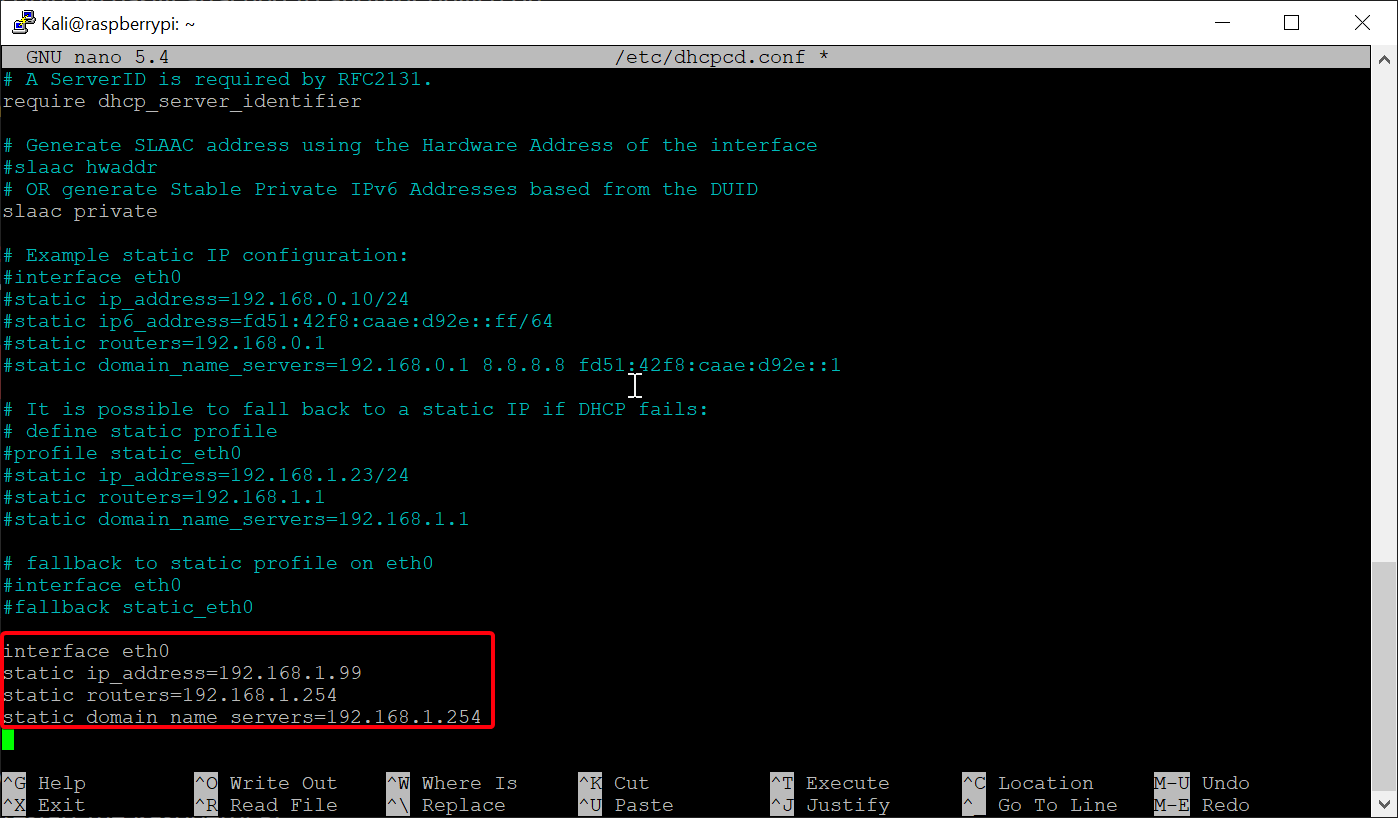 Kali@raspberrypi: ~
GNU nano 5.4 /etc/dhcpcd.conf *
# A ServerID is required by RFC2131.
require dhcp_server_identifier
# Generate SLAAC address using the Hardware Address of the interface
#slaac hwaddr
# OR generate Stable Private IPv6 Addresses based from the DUID
slaac private
# Example static IP configuration:
#interface eth0
#static ip_address=192.168.0.10/24
#static ip6_address=fd51:42f8:caae:d92e::ff/64
#static routers=192.168.0.1
#static domain_name_servers=192.168.0.1 8.8.8.8 fd51:42f8:caae:d92e::1
# It is possible to fall back to a static IP if DHCP fails:
# define static profile
#profile static_eth0
#static ip_address=192.168.1.23/24
#static routers=192.168.1.1
#static domain_name_servers=192.168.1.1
# fallback to static profile on eth0
#interface eth0
#fallback static_eth0
interface eth0
static ip_address=192.168.1.99
static routers=192.168.1.254
static domain_name_servers=192.168.1.254
^G Help ^O Write Out ^W Where Is ^K Cut ^T Execute ^C Location M-U Undo
^X Exit ^R Read File ^\ Replace ^U Paste ^J Justify ^_ Go To Line M-E Redo